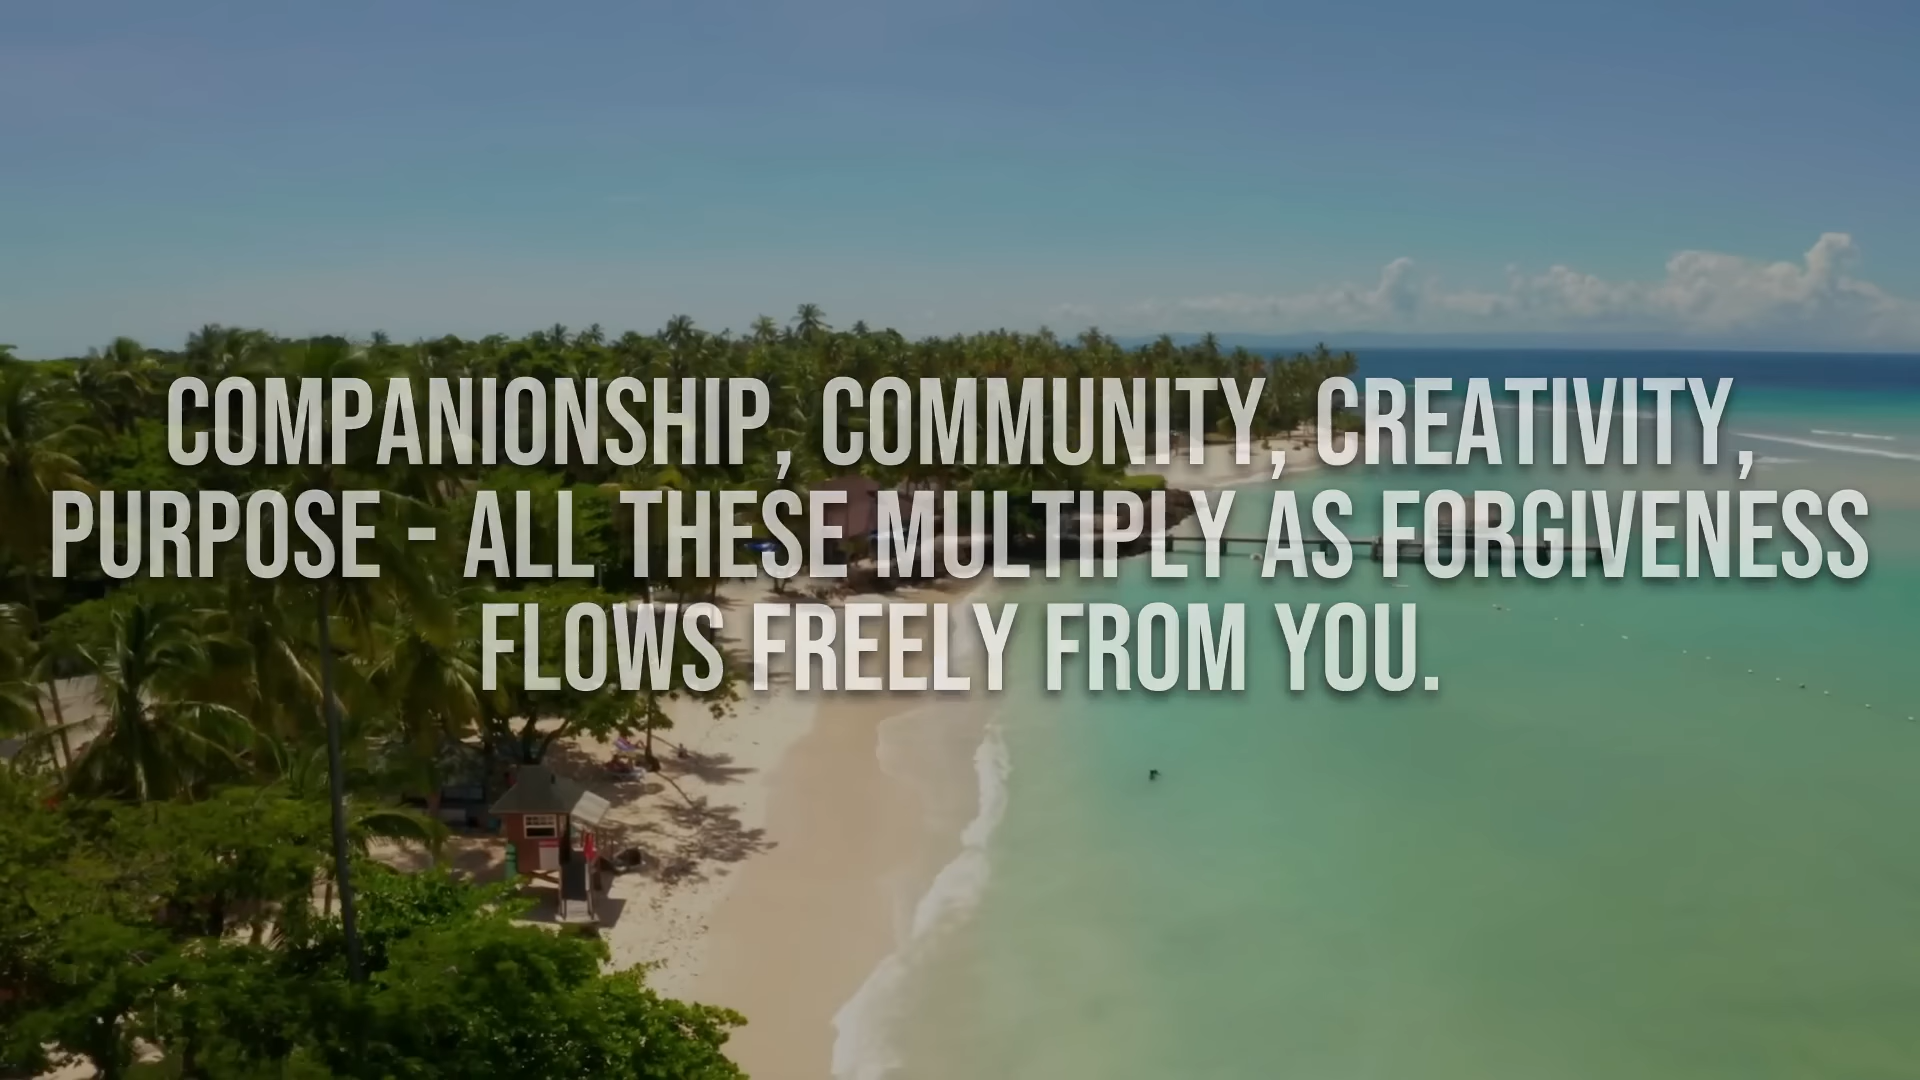 COMPANIONSHIP, COMMUNITY, CREATIVITY,
PURPOSE - ALL THESE MULTIPLY AS FORGIVENESS
FLOWS FREELY FROM YOU.